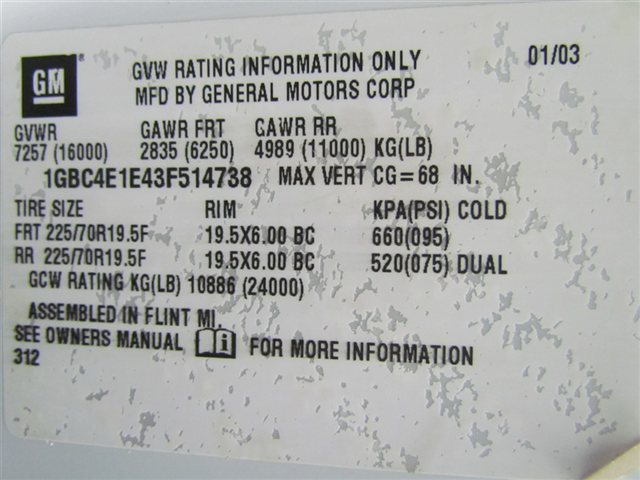 GM ® GVW RATING INFORMATION ONLY 01/03
MFD BY GENERAL MOTORS CORP
GVWR GAWR FRT GAWR RR
7257 (16000) 2835 (6250) 4989 (11000) KG(LB)
1GBC4E1E43F514738 MAX VERT CG=68 IN.
TIRE SIZE RIM KPA(PSI) COLD
FRT 225/70R19.5F 19.5X6.00 BC 660(095)
RR 225/70R19.5F 19.5X6.00 BC 520(075) DUAL
GCW RATING KG(LB) 10886 (24000)
ASSEMBLED IN FLINT MI.
SEE OWNERS MANUAL i FOR MORE INFORMATION
312